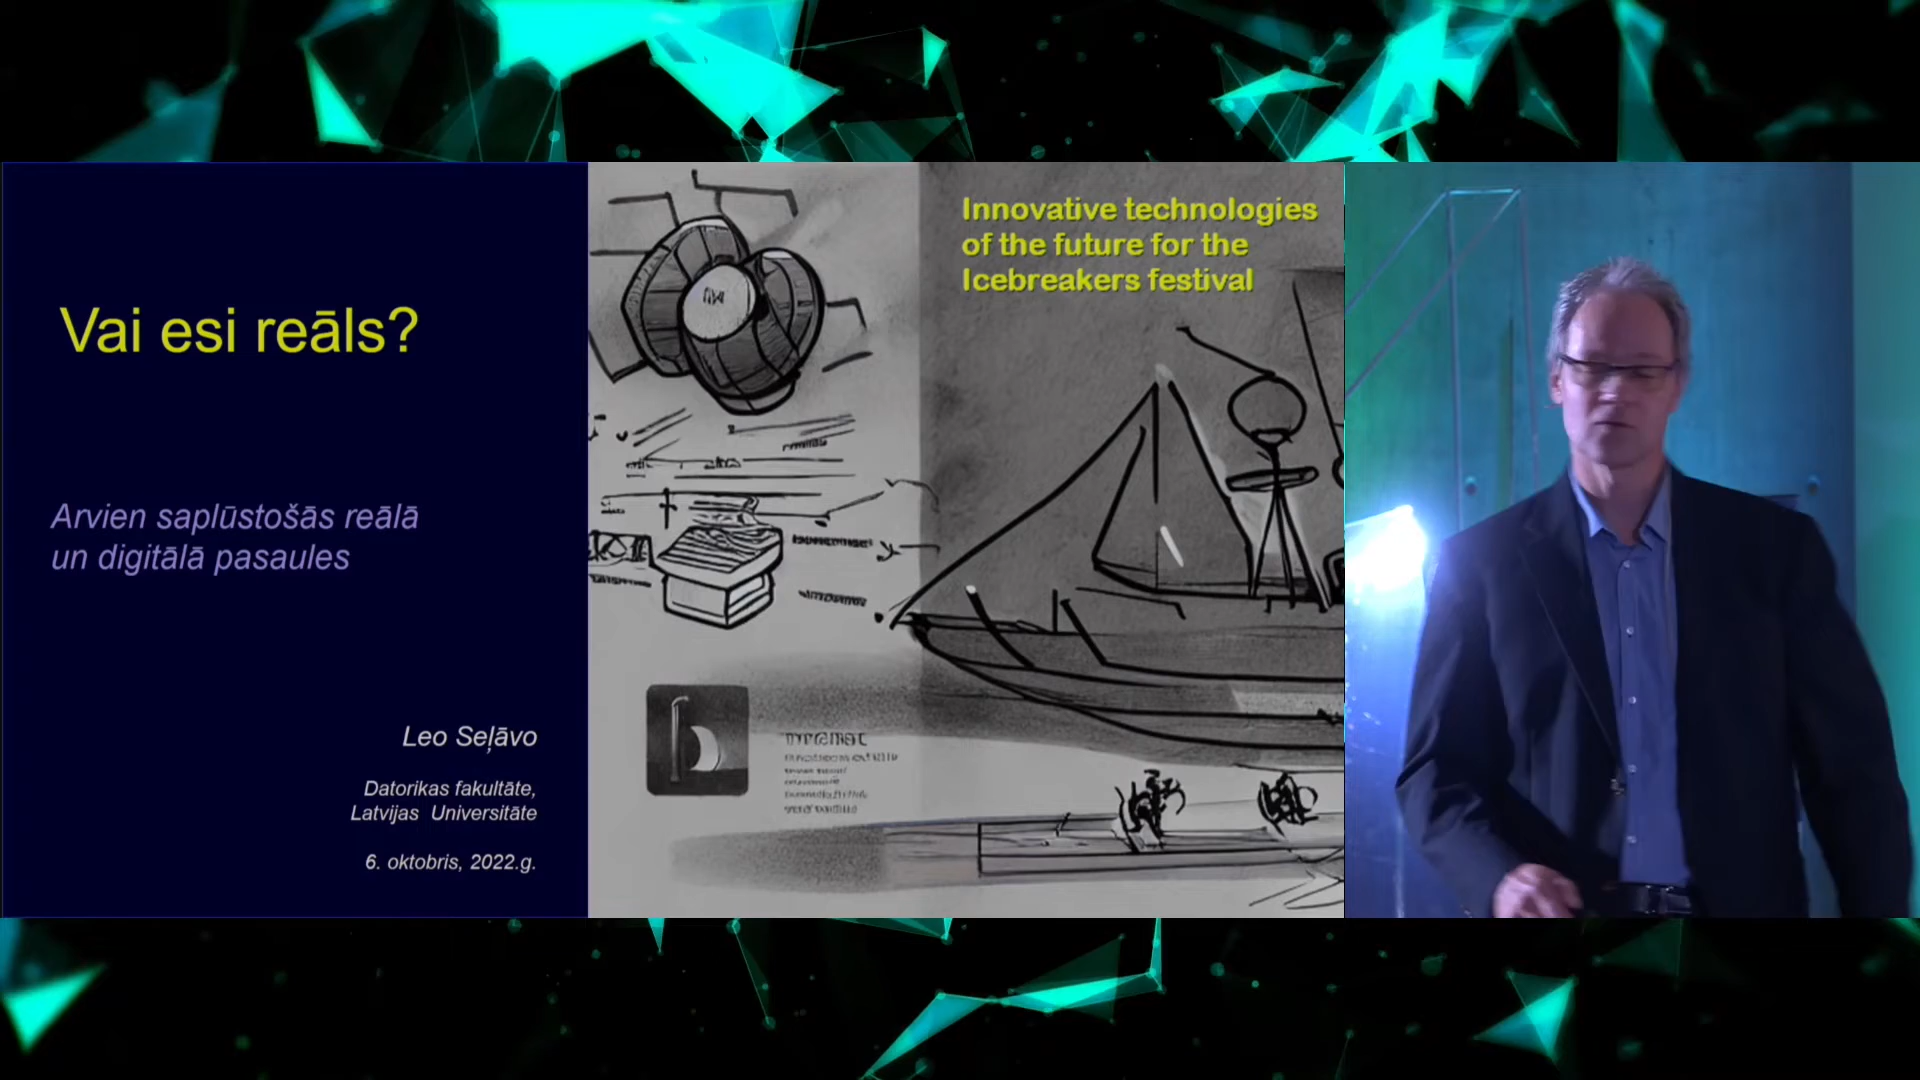 Vai esi reāls?
Arvien saplūstošās reālā
un digitālā pasaules
Leo Seļāvo
Datorikas fakultāte,
Latvijas Universitāte
6. oktobris, 2022.g.
Innovative technologies
of the future for the
Icebreakers festival